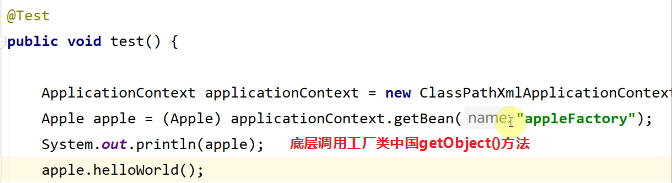 @Test
public void test() {
ApplicationContext applicationContext = new ClassPathXmlApplicationContext
Apple apple = (Apple) applicationContext.getBean( name: "appleFactory");
System.out.println(apple); 底层调用工厂类中国getObject()方法
apple.helloWorld();